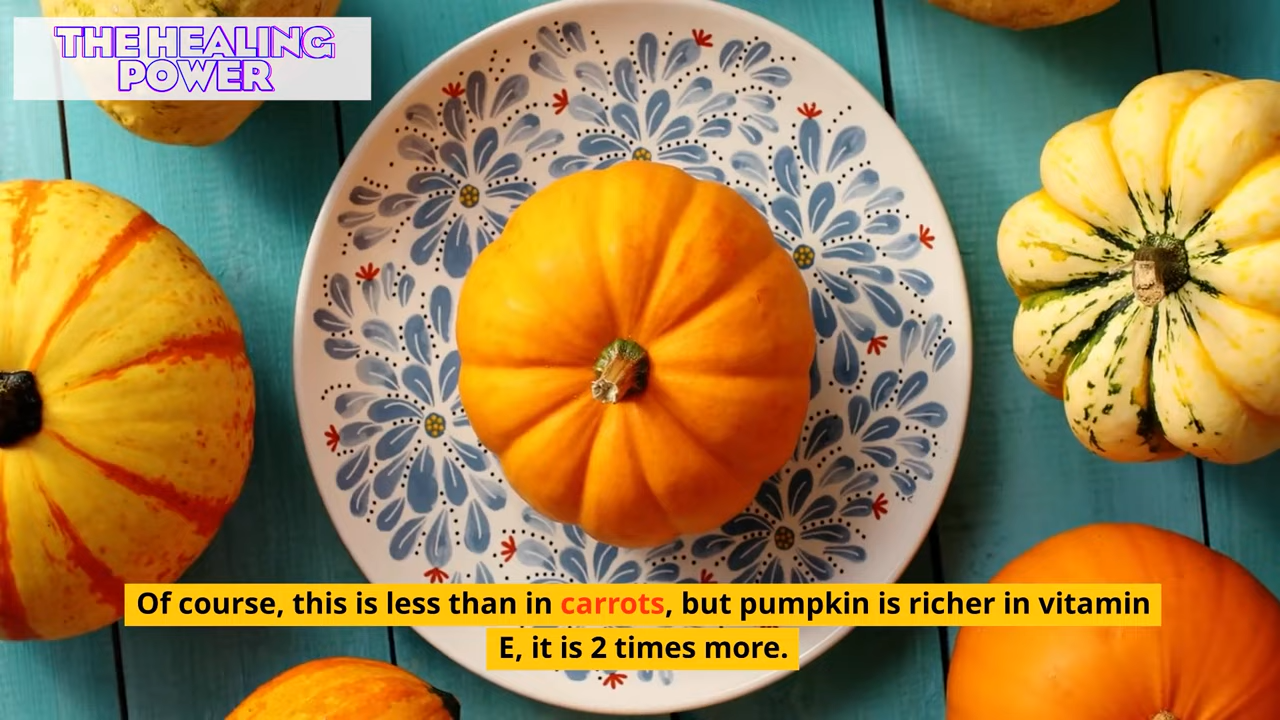 THE HEALING
POWER
Of course, this is less than in carrots, but pumpkin is richer in vitamin
E, it is 2 times more.